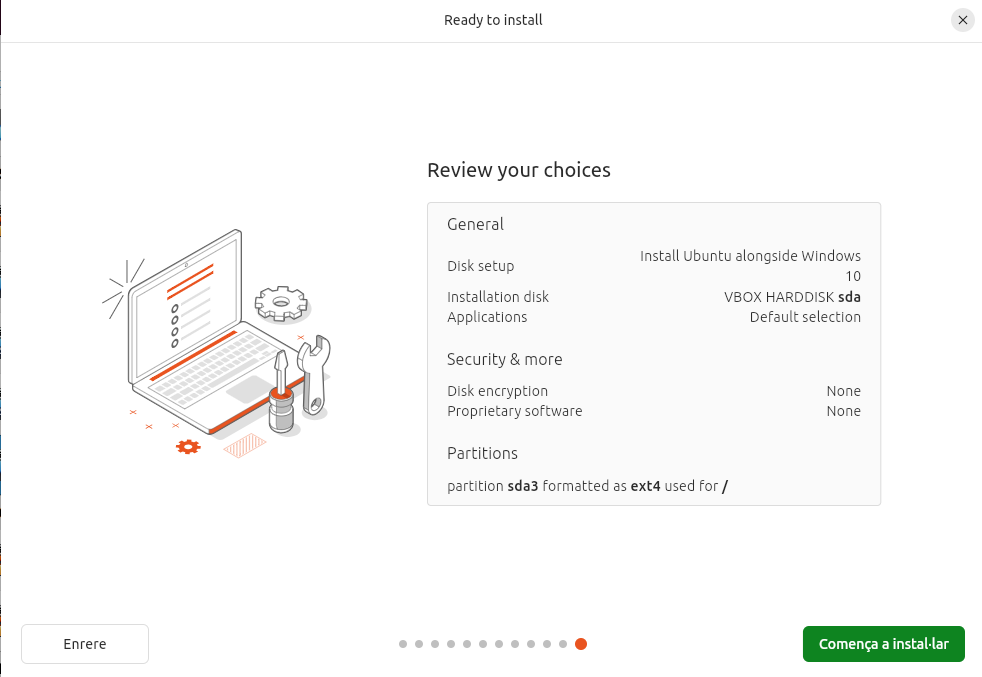 Ready to install
Review your choices
General
Disk setup
Install Ubuntu alongside Windows
10
Installation disk VBOX HARDDISK sda
Applications Default selection
Security & more
Disk encryption None
Proprietary software None
Partitions
partition sda3 formatted as ext4 used for /
Enrere
Comença a instal·lar